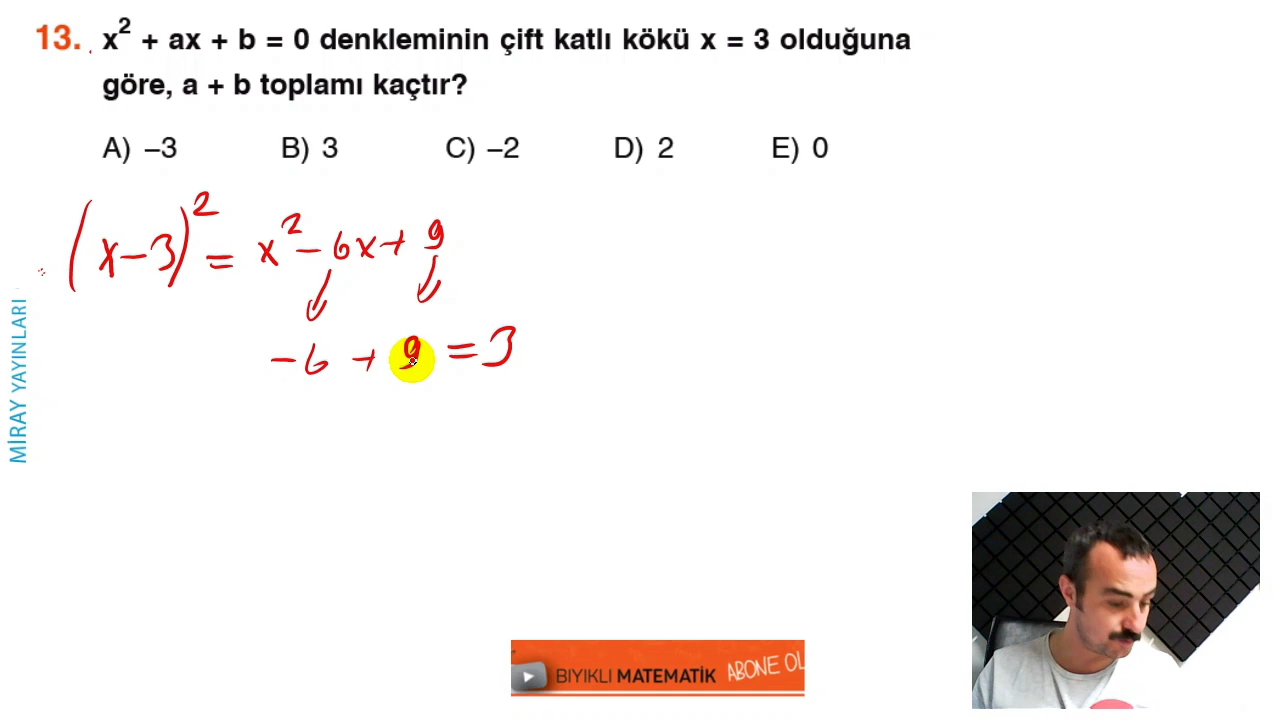 13. x² + ax + b = 0 denkleminin çift katlı kökü x = 3 olduğuna
göre, a + b toplamı kaçtır?
A) –3 B) 3 C) –2 D) 2 E) 0
(x-3)² = x² - 6x + 9
-6 + 9 = 3
MİRAY YAYINLARI
BIYIKLI MATEMATİK ABONE OL